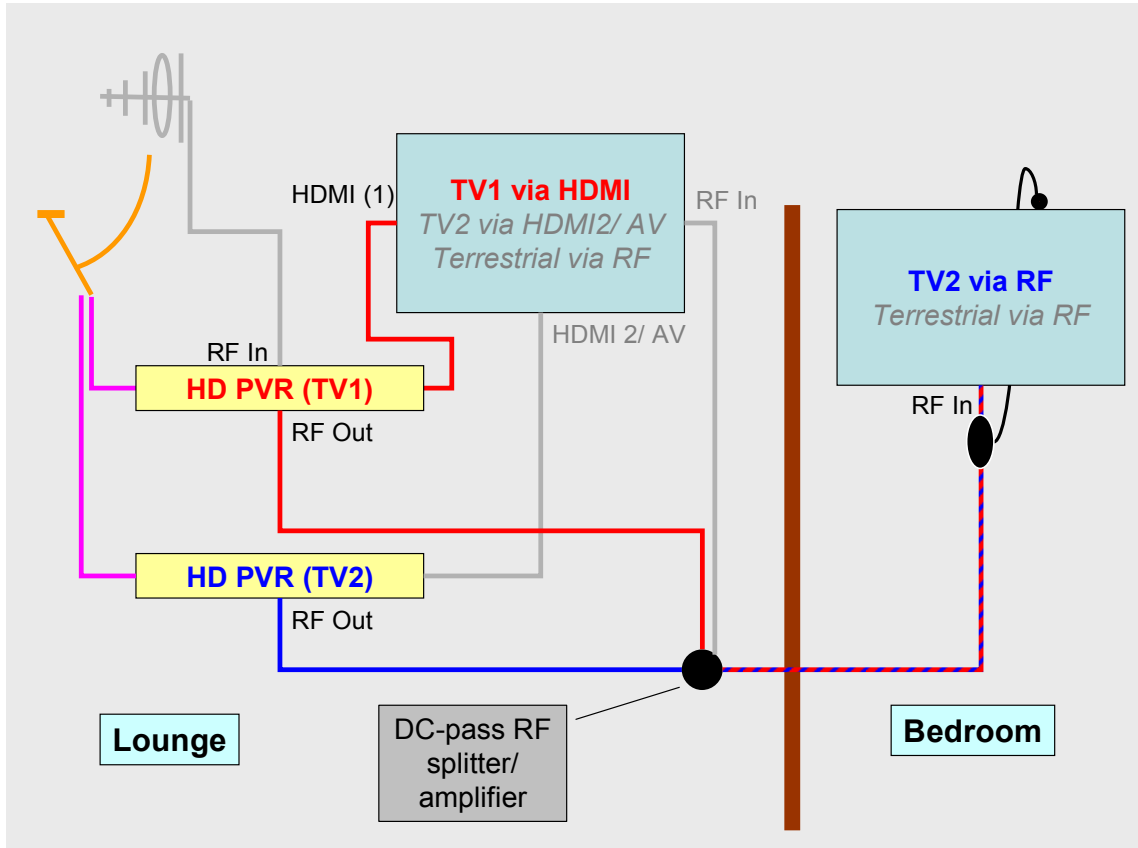 HDMI (1)
TV1 via HDMI
TV2 via HDMI2/ AV
Terrestrial via RF
RF In
HDMI 2/ AV
TV2 via RF
Terrestrial via RF
RF In
RF In
HD PVR (TV1)
RF Out
HD PVR (TV2)
RF Out
DC-pass RF
splitter/
amplifier
Lounge
Bedroom